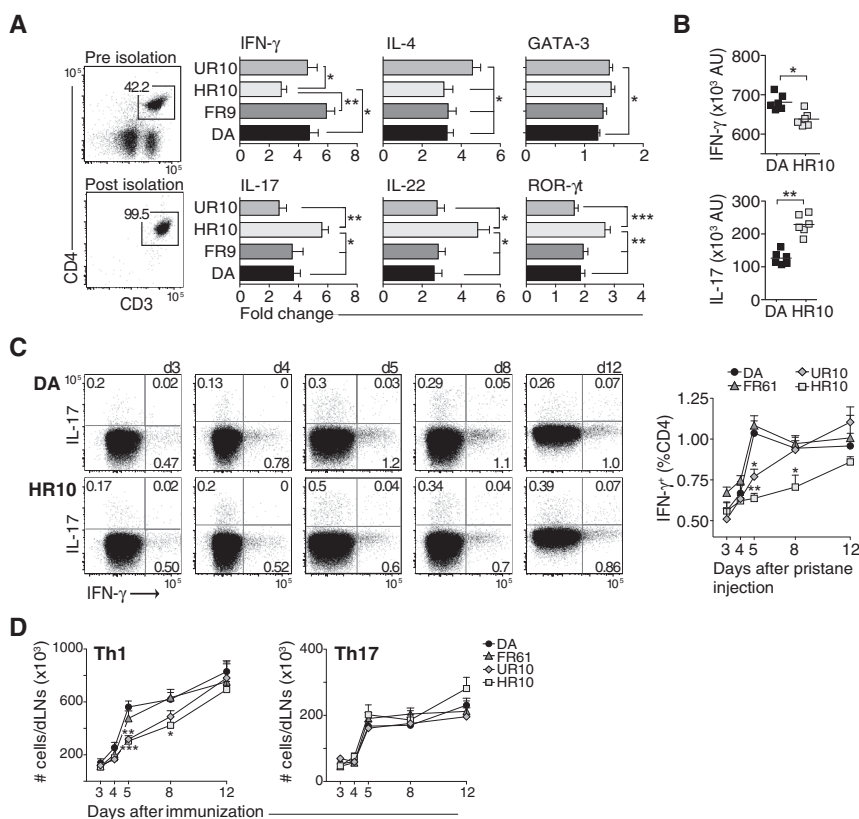 A
Pre isolation
10⁵
42.2
10⁵
Post isolation
99.5
10⁵
CD4
CD3
IFN-γ
UR10
HR10
FR9
DA
*
**
*
0 2 4 6 8
IL-4
*
0 2 4 6
GATA-3
*
0 1 2
IL-17
UR10
HR10
FR9
DA
**
*
0 2 4 6 8
IL-22
*
*
0 2 4 6
ROR-γt
***
**
0 1 2 3 4
Fold change
B
IFN-γ (x10³ AU)
800
700
600
*
DA HR10
IL-17 (x10³ AU)
300
200
100
0
**
DA HR10
C
d3 d4 d5 d8 d12
DA
10⁵
IL-17
0.2 0.02 0.13 0 0.3 0.03 0.29 0.05 0.26 0.07
0.47 0.78 1.2 1.1 1.0
HR10
IL-17
0.17 0.02 0.2 0 0.5 0.04 0.34 0.04 0.39 0.07
0.50 0.52 0.6 0.7 0.86
10⁵ 10⁵ 10⁵ 10⁵ 10⁵
IFN-γ
DA UR10
FR61 HR10
IFN-γ⁺ (%CD4)
1.25
1.00
0.75
0.50
*
**
*
3 4 5 8 12
Days after pristane
injection
D
Th1
# cells/dLNs (x10³)
1000
600
200
**
***
*
3 4 5 8 12
Th17
# cells/dLNs (x10³)
400
200
0
3 4 5 8 12
DA
FR61
UR10
HR10
Days after immunization